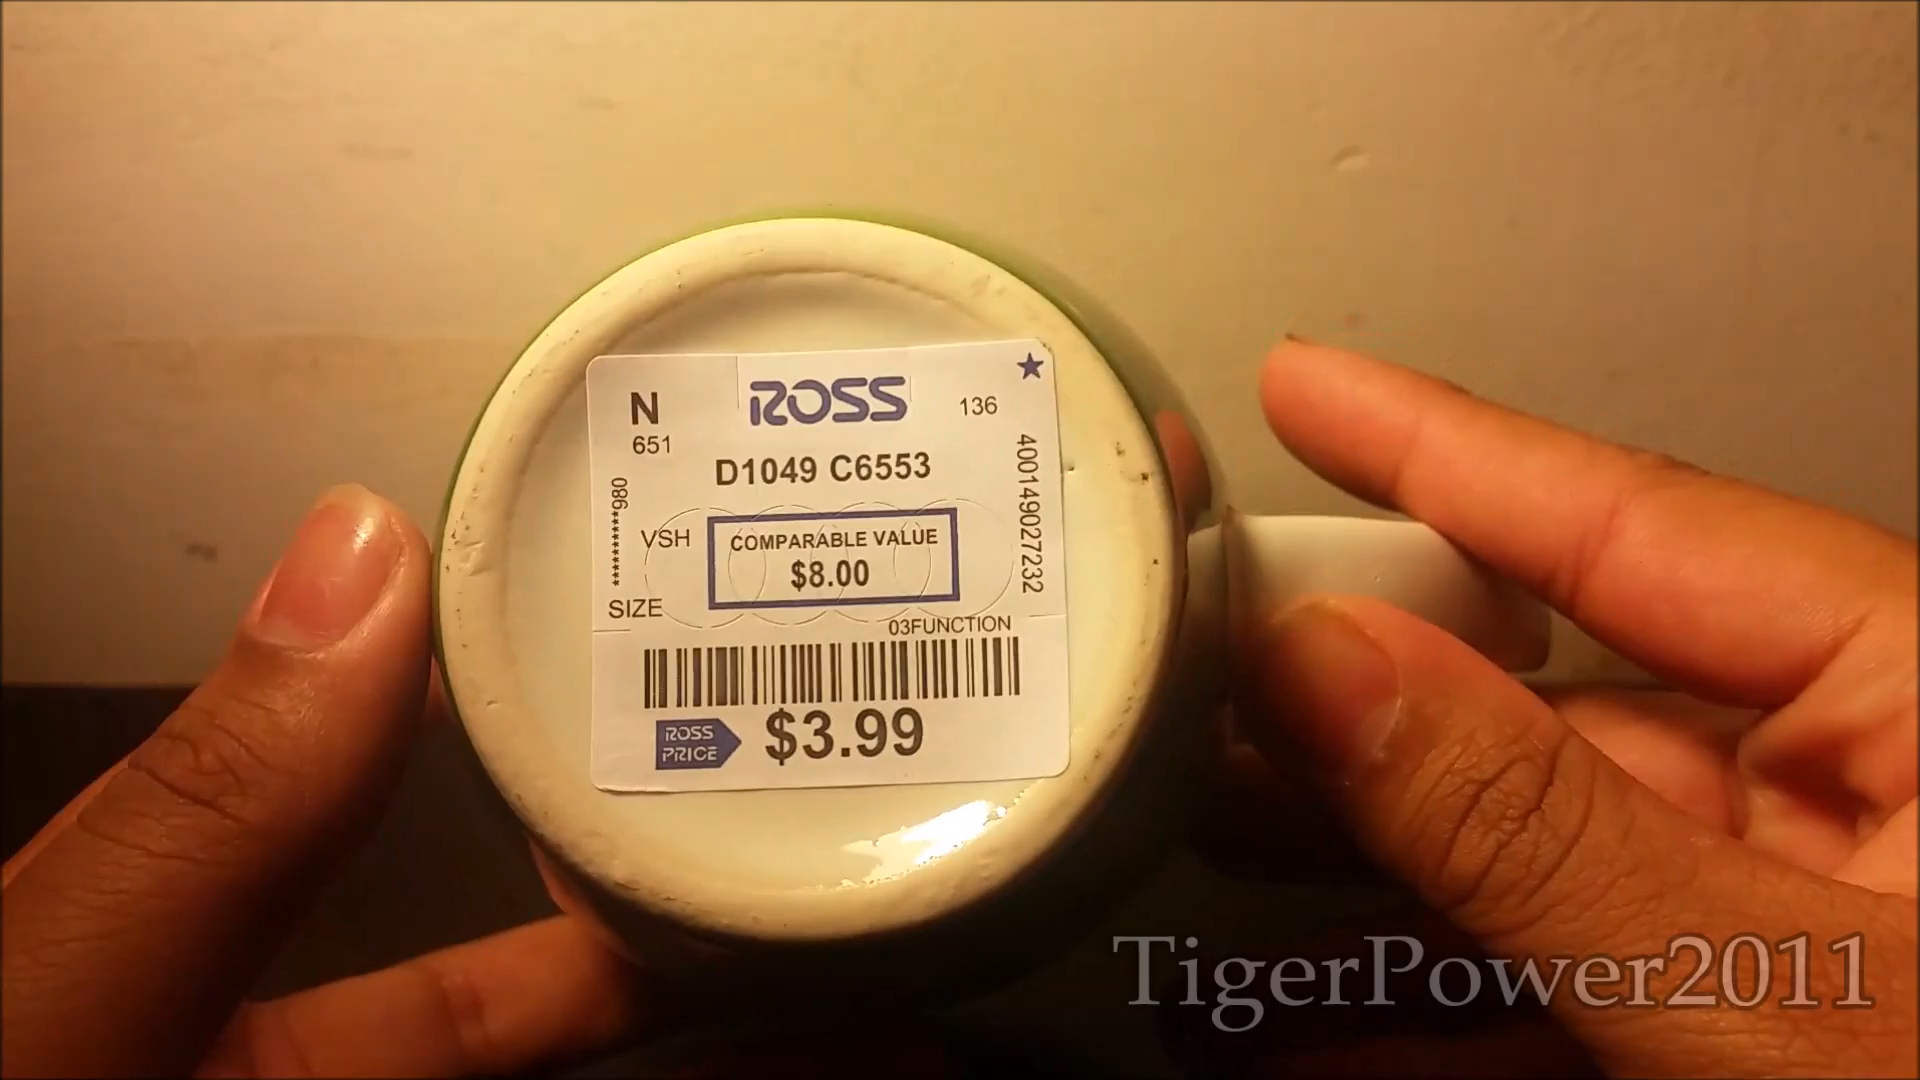 N
ROSS
136
651
D1049 C6553
400149027232
*********980
VSH
COMPARABLE VALUE
$8.00
SIZE
03FUNCTION
ROSS
PRICE
$3.99
TigerPower2011